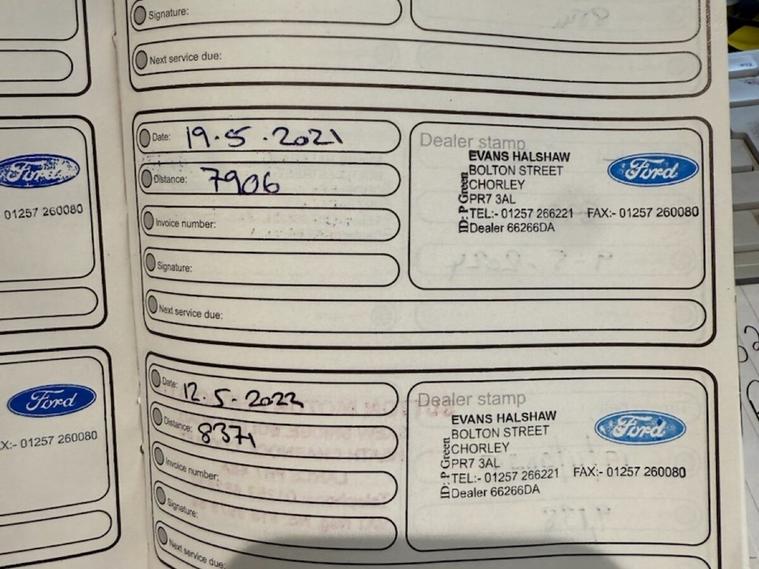 Signature:
Next service due:
Ford
01257 260080
Date: 19.5.2021
Distance: 7906
Invoice number:
Signature:
Next service due:
Dealer stamp
EVANS HALSHAW
BOLTON STREET
CHORLEY
PR7 3AL
TEL:- 01257 266221 FAX:- 01257 260080
Dealer 66266DA
ID: P Green
Ford
Ford
X:- 01257 260080
Date: 12.5.2022
Distance: 8371
Invoice number:
Signature:
Next service due:
Dealer stamp
EVANS HALSHAW
BOLTON STREET
CHORLEY
PR7 3AL
TEL:- 01257 266221 FAX:- 01257 260080
Dealer 66266DA
ID: P Green
Ford